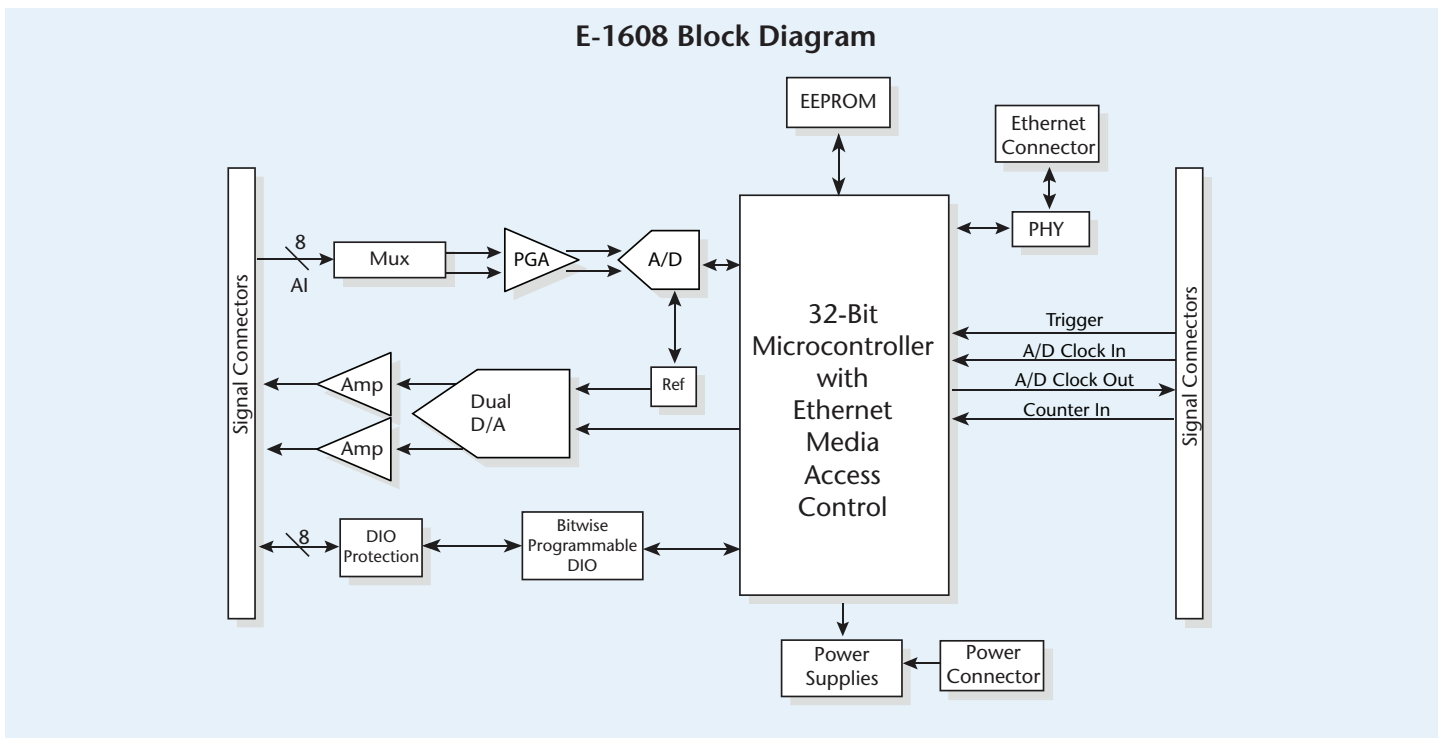 E-1608 Block Diagram
EEPROM
Ethernet
Connector
PHY
Signal Connectors
8
AI
Mux
PGA
A/D
Ref
Amp
Amp
Dual
D/A
8
DIO
Protection
Bitwise
Programmable
DIO
32-Bit
Microcontroller
with
Ethernet
Media
Access
Control
Trigger
A/D Clock In
A/D Clock Out
Counter In
Signal Connectors
Power
Supplies
Power
Connector